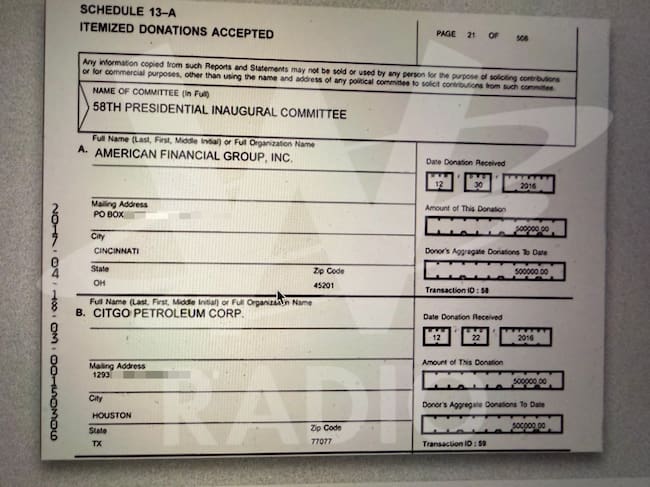 SCHEDULE 13–A
ITEMIZED DONATIONS ACCEPTED
PAGE 21 OF 508
Any information copied from such Reports and Statements may not be sold or used by any person for the purpose of soliciting contributions
or for commercial purposes, other than using the name and address of any political committee to solicit contributions from such committee.
NAME OF COMMITTEE (In Full)
58TH PRESIDENTIAL INAUGURAL COMMITTEE
Full Name (Last, First, Middle Initial) or Full Organization Name
A. AMERICAN FINANCIAL GROUP, INC.
Mailing Address
PO BOX
City
CINCINNATI
State
Zip Code
OH
45201
Date Donation Received
12 30 2016
Amount of This Donation
500000.00
Donor's Aggregate Donations To Date
500000.00
Transaction ID : 58
Full Name (Last, First, Middle Initial) or Full Organization Name
B. CITGO PETROLEUM CORP.
Mailing Address
1293
City
HOUSTON
State
Zip Code
TX
77077
Date Donation Received
12 22 2016
Amount of This Donation
500000.00
Donor's Aggregate Donations To Date
500000.00
Transaction ID : 59
W
RADIO